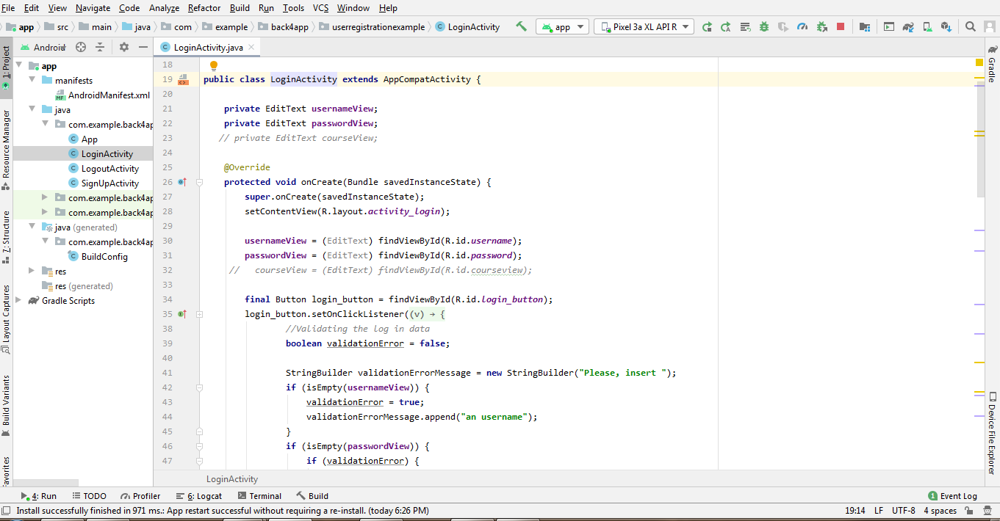 File Edit View Navigate Code Analyze Refactor Build Run Tools VCS Window Help
app src main java com example back4app userregistrationexample LoginActivity app Pixel 3a XL API R
1: Project
Resource Manager
7: Structure
Layout Captures
Build Variants
Favorites
Android
app
manifests
AndroidManifest.xml
java
com.example.back4ap
App
LoginActivity
LogoutActivity
SignUpActivity
com.example.back4ap
com.example.back4ap
java (generated)
com.example.back4ap
BuildConfig
res
res (generated)
Gradle Scripts
LoginActivity.java
18
19 public class LoginActivity extends AppCompatActivity {
20
21 private EditText usernameView;
22 private EditText passwordView;
23 // private EditText courseView;
24
25 @Override
26 protected void onCreate(Bundle savedInstanceState) {
27 super.onCreate(savedInstanceState);
28 setContentView(R.layout.activity_login);
29
30 usernameView = (EditText) findViewById(R.id.username);
31 passwordView = (EditText) findViewById(R.id.password);
32 // courseView = (EditText) findViewById(R.id.courseview);
33
34 final Button login_button = findViewById(R.id.login_button);
35 login_button.setOnClickListener((v) → {
38 //Validating the log in data
39 boolean validationError = false;
40
41 StringBuilder validationErrorMessage = new StringBuilder("Please, insert ");
42 if (isEmpty(usernameView)) {
43 validationError = true;
44 validationErrorMessage.append("an username");
45 }
46 if (isEmpty(passwordView)) {
47 if (validationError) {
LoginActivity
Gradle
Device File Explorer
4: Run TODO Profiler 6: Logcat Terminal Build 1 Event Log
Install successfully finished in 971 ms.: App restart successful without requiring a re-install. (today 6:26 PM) 19:14 LF UTF-8 4 spaces